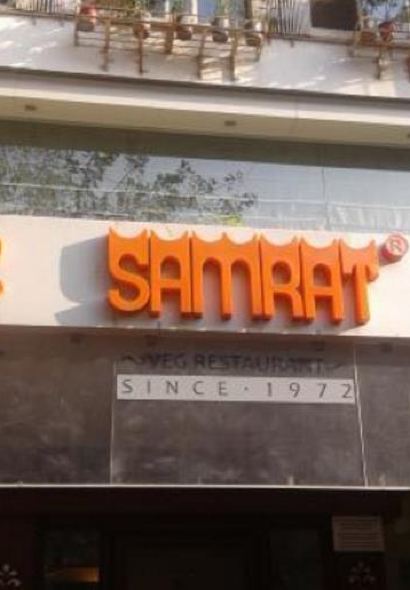 SAMRAT ®
VEG RESTAURANT
SINCE · 1972